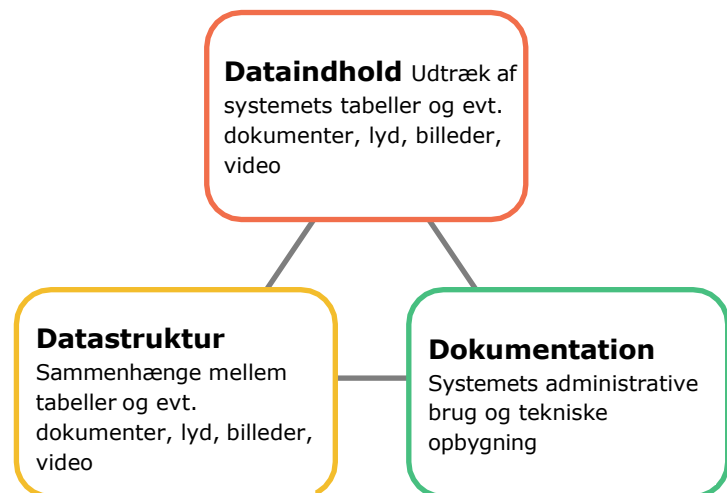 Dataindhold Udtræk af
systemets tabeller og evt.
dokumenter, lyd, billeder,
video
Datastruktur
Sammenhænge mellem
tabeller og evt.
dokumenter, lyd, billeder,
video
Dokumentation
Systemets administrative
brug og tekniske
opbygning